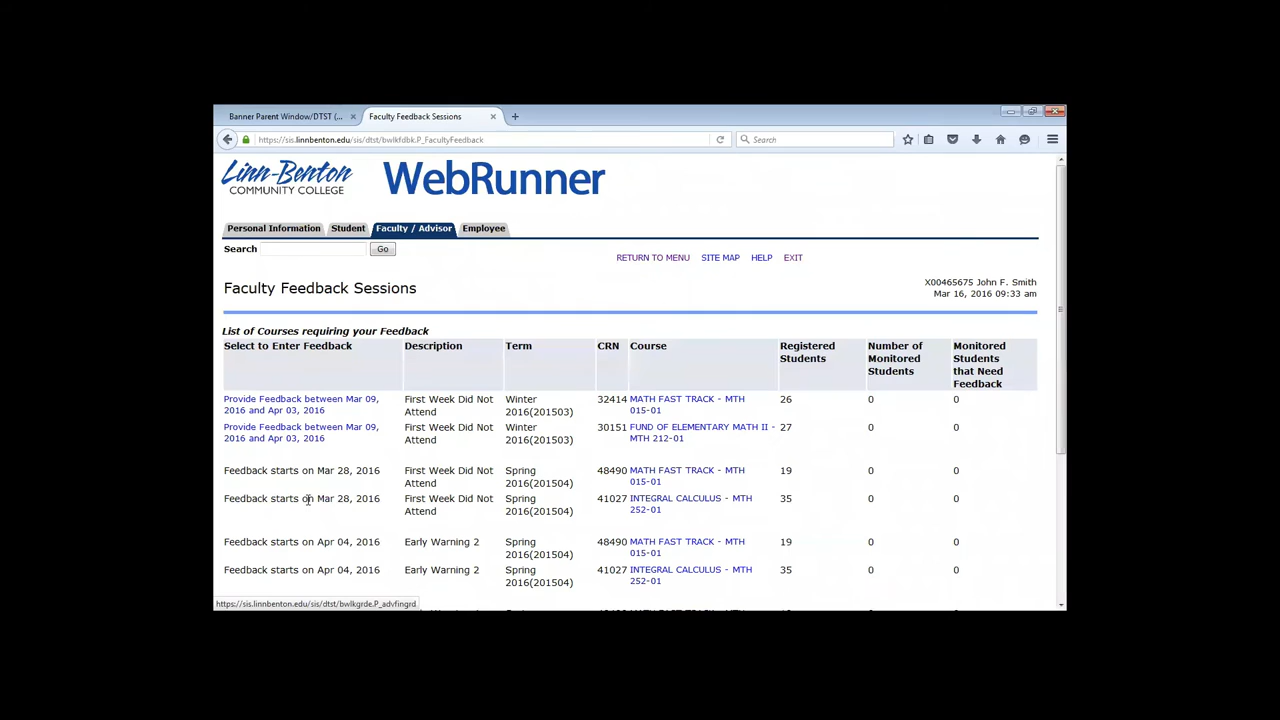 Banner Parent Window/DTST (...
Faculty Feedback Sessions
https://sis.linnbenton.edu/sis/dtst/bwlkfdbk.P_FacultyFeedback
Search
Linn-Benton
COMMUNITY COLLEGE
WebRunner
Personal Information Student Faculty / Advisor Employee
Search Go
RETURN TO MENU SITE MAP HELP EXIT
Faculty Feedback Sessions
X00465675 John F. Smith
Mar 16, 2016 09:33 am
List of Courses requiring your Feedback
Select to Enter Feedback Description Term CRN Course Registered Number of Monitored
Students Monitored Students
Students that Need
Feedback
Provide Feedback between Mar 09, First Week Did Not Winter 32414 MATH FAST TRACK - MTH 26 0 0
2016 and Apr 03, 2016 Attend 2016(201503) 015-01
Provide Feedback between Mar 09, First Week Did Not Winter 30151 FUND OF ELEMENTARY MATH II - 27 0 0
2016 and Apr 03, 2016 Attend 2016(201503) MTH 212-01
Feedback starts on Mar 28, 2016 First Week Did Not Spring 48490 MATH FAST TRACK - MTH 19 0 0
Attend 2016(201504) 015-01
Feedback starts on Mar 28, 2016 First Week Did Not Spring 41027 INTEGRAL CALCULUS - MTH 35 0 0
Attend 2016(201504) 252-01
Feedback starts on Apr 04, 2016 Early Warning 2 Spring 48490 MATH FAST TRACK - MTH 19 0 0
2016(201504) 015-01
Feedback starts on Apr 04, 2016 Early Warning 2 Spring 41027 INTEGRAL CALCULUS - MTH 35 0 0
2016(201504) 252-01
https://sis.linnbenton.edu/sis/dtst/bwlkgrde.P_advfingrd